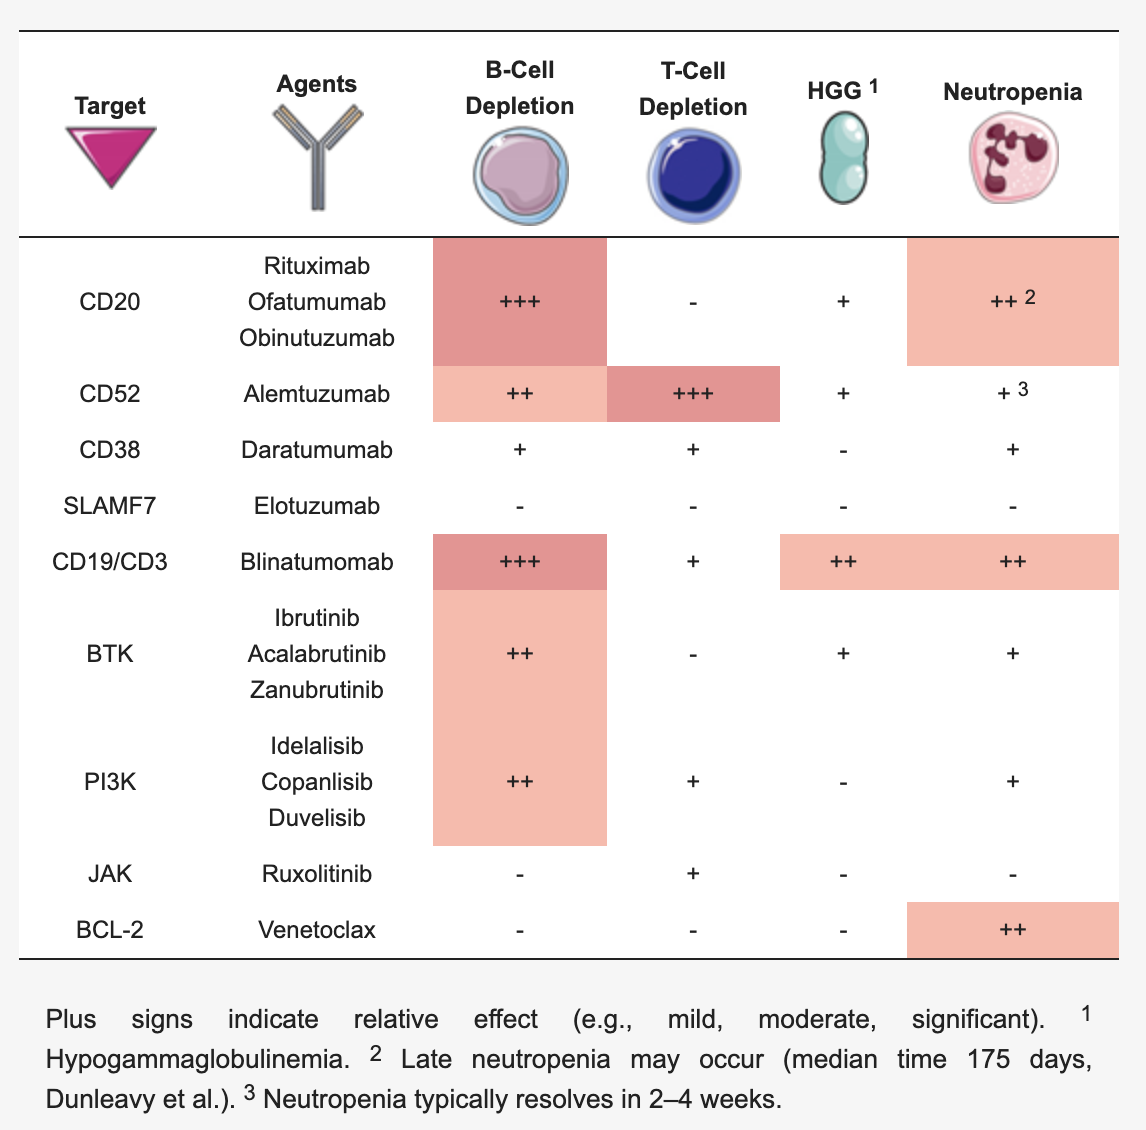 Target Agents B-Cell Depletion T-Cell Depletion HGG 1 Neutropenia
CD20 Rituximab Ofatumumab Obinutuzumab +++ - + ++ 2
CD52 Alemtuzumab ++ +++ + + 3
CD38 Daratumumab + + - +
SLAMF7 Elotuzumab - - - -
CD19/CD3 Blinatumomab +++ + ++ ++
BTK Ibrutinib Acalabrutinib Zanubrutinib ++ - + +
PI3K Idelalisib Copanlisib Duvelisib ++ + - +
JAK Ruxolitinib - + - -
BCL-2 Venetoclax - - - ++
Plus signs indicate relative effect (e.g., mild, moderate, significant). 1
Hypogammaglobulinemia. 2 Late neutropenia may occur (median time 175 days,
Dunleavy et al.). 3 Neutropenia typically resolves in 2–4 weeks.